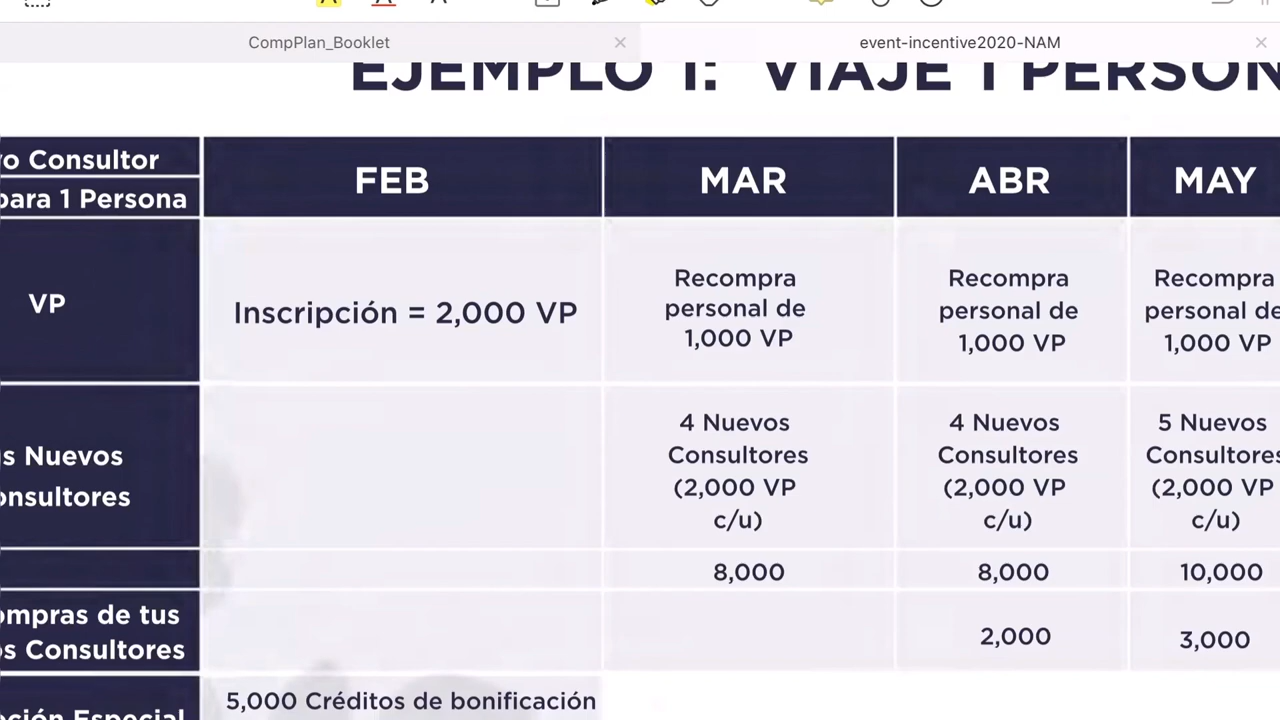 CompPlan_Booklet
event-incentive2020-NAM
EJEMPLO 1: VIAJE 1 PERSON
o Consultor
para 1 Persona
FEB
MAR
ABR
MAY
VP
Inscripción = 2,000 VP
Recompra
personal de
1,000 VP
Recompra
personal de
1,000 VP
Recompra
personal de
1,000 VP
s Nuevos
onsultores
4 Nuevos
Consultores
(2,000 VP
c/u)
4 Nuevos
Consultores
(2,000 VP
c/u)
5 Nuevos
Consultores
(2,000 VP
c/u)
8,000
8,000
10,000
ompras de tus
s Consultores
2,000
3,000
ción Especial
5,000 Créditos de bonificación